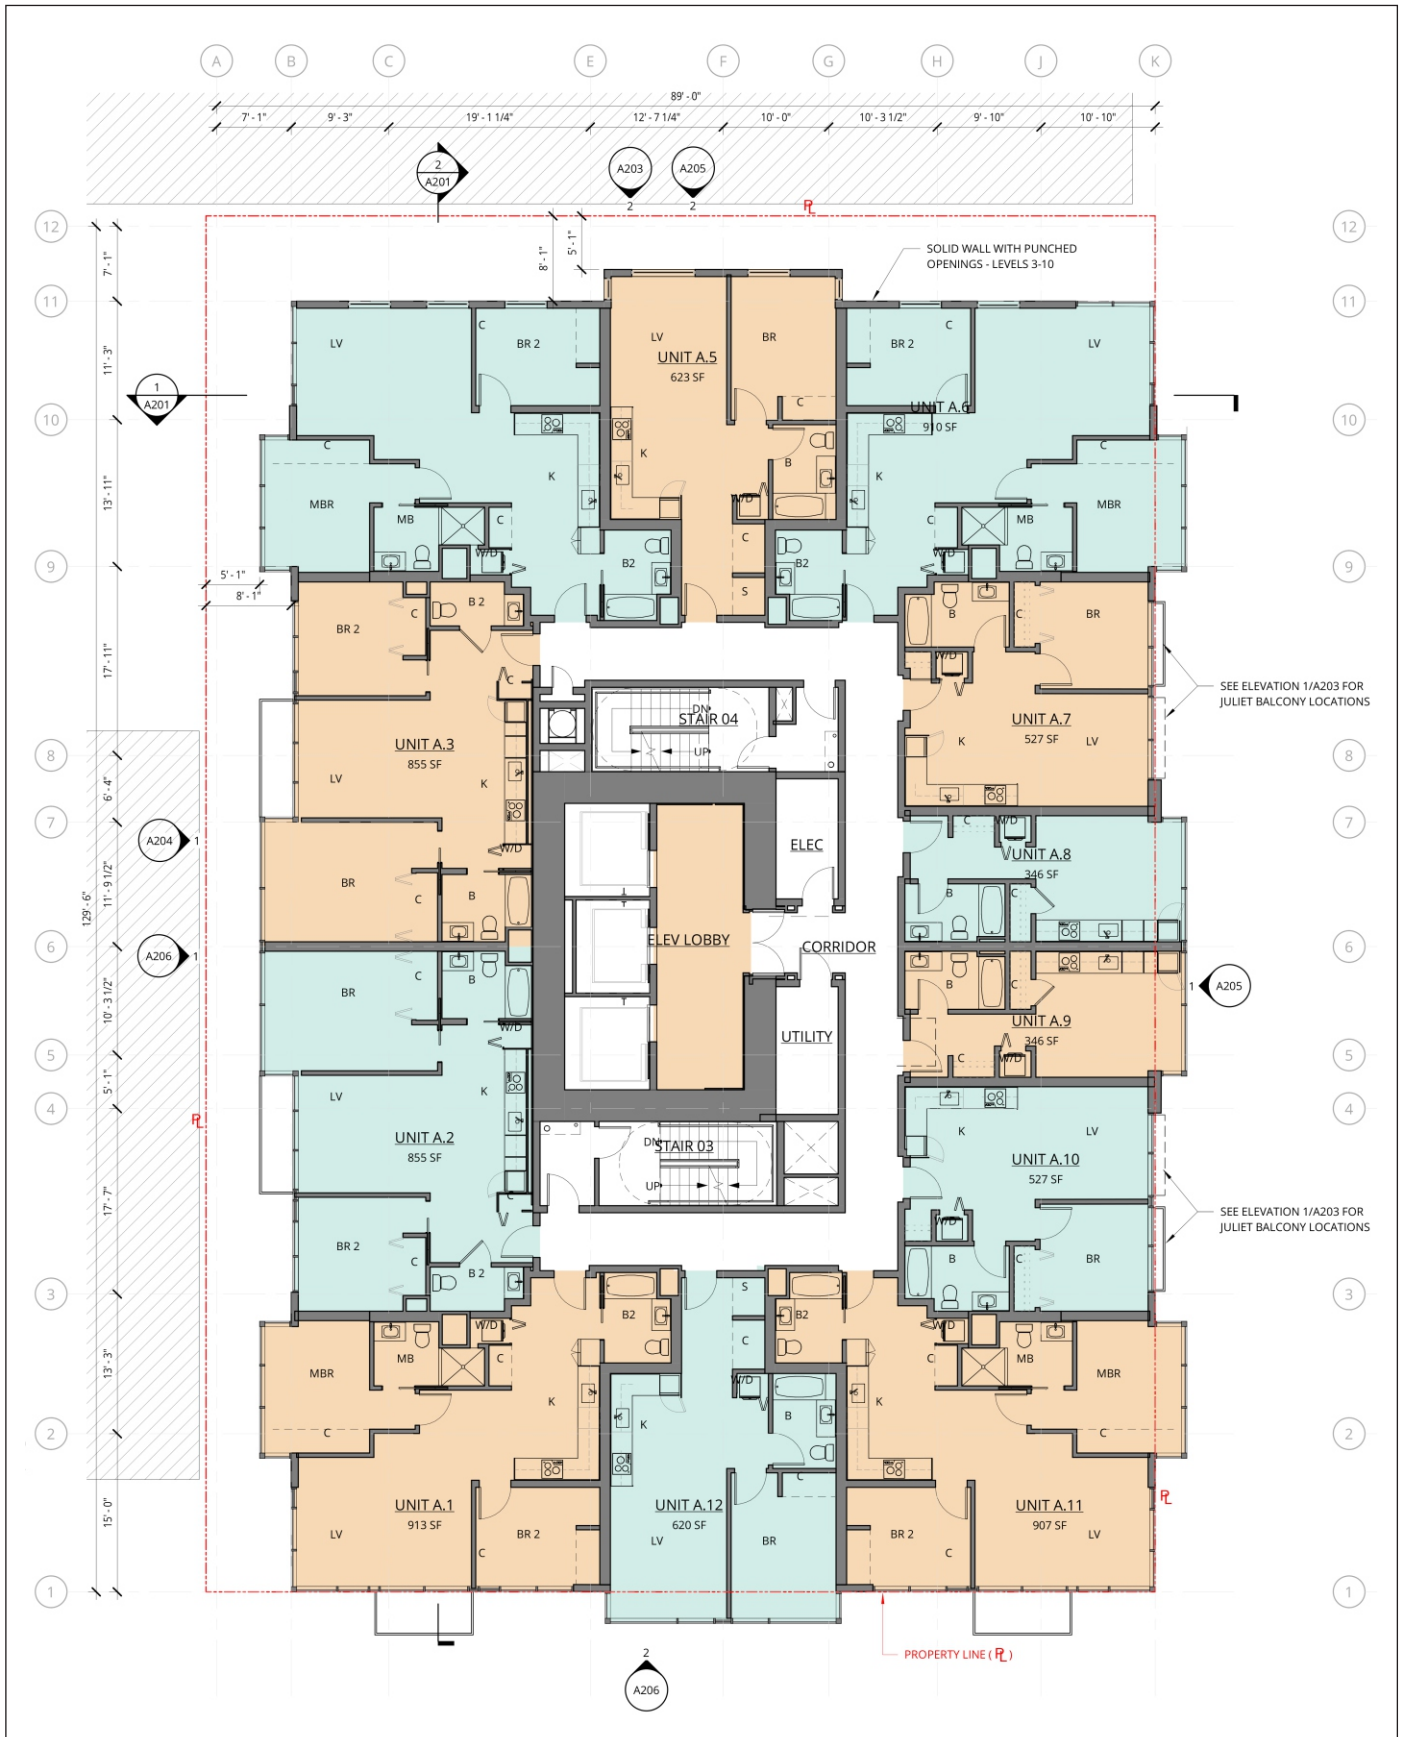 A B C E F G H J K
89' - 0"
7' - 1" 9' - 3" 19' - 1 1/4" 12' - 7 1/4" 10' - 0" 10' - 3 1/2" 9' - 10" 10' - 10"
2
A201
A203
2
A205
2
PL
12 12
11 11
10 10
9 9
8 8
7 7
6 6
5 5
4 4
3 3
2 2
1 1
129' - 6"
7' - 1"
11' - 3"
13' - 11"
17' - 11"
6' - 4"
11' - 9 1/2"
10' - 3 1/2"
5' - 1"
17' - 7"
13' - 3"
15' - 0"
8' - 1"
5' - 1"
5' - 1"
8' - 1"
SOLID WALL WITH PUNCHED
OPENINGS - LEVELS 3-10
1
A201
LV
C
BR 2
K
C
MBR
MB
C
W/D
B2
LV
BR
UNIT A.5
623 SF
C
K
B
W/D
C
S
BR 2
C
LV
UNIT A.6
910 SF
K
C
MBR
MB
C
W/D
B2
BR 2
C
B 2
C
UNIT A.3
855 SF
LV
K
W/D
BR
C
B
B
C
BR
W/D
UNIT A.7
527 SF
K
LV
SEE ELEVATION 1/A203 FOR
JULIET BALCONY LOCATIONS
STAIR 04
DN
UP
C
W/D
UNIT A.8
346 SF
B
C
ELEC
ELEV LOBBY
CORRIDOR
UTILITY
A204
1
A206
1
PL
BR
C
B
W/D
LV
K
UNIT A.2
855 SF
C
BR 2
C
B 2
B
C
UNIT A.9
346 SF
C
W/D
1
A205
K
LV
UNIT A.10
527 SF
W/D
B
C
BR
SEE ELEVATION 1/A203 FOR
JULIET BALCONY LOCATIONS
DN
STAIR 03
UP
MBR
MB
W/D
C
B2
C
K
UNIT A.1
913 SF
LV
C
BR 2
S
C
W/D
K
B
C
UNIT A.12
620 SF
LV
BR
B2
W/D
C
MB
MBR
K
C
BR 2
C
UNIT A.11
907 SF
LV
PL
PROPERTY LINE ( PL )
2
A206